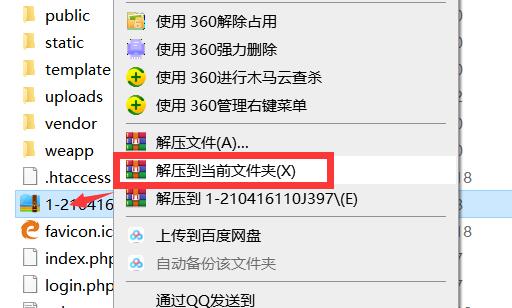 public
static
template
uploads
vendor
weapp
.htaccess
1-210416
favicon.ic
index.php
login.php
使用 360解除占用
使用 360强力删除
使用 360进行木马云查杀
使用 360管理右键菜单
解压文件(A)...
解压到当前文件夹(X)
解压到 1-210416110J397\(E)
上传到百度网盘
自动备份该文件夹
通过QQ发送到
18
18